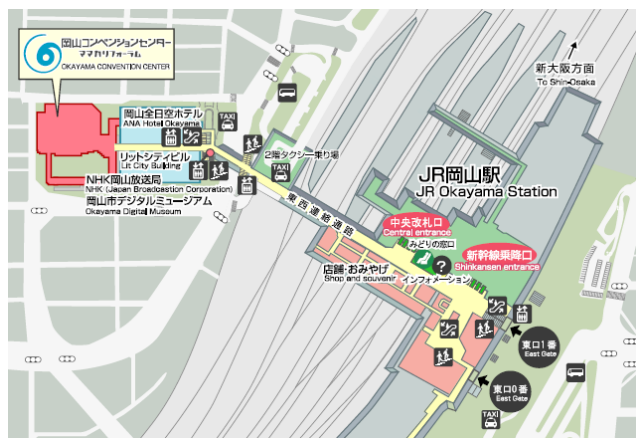 岡山コンベンションセンター
ママカリフォーラム
OKAYAMA CONVENTION CENTER
新大阪方面
To Shin-Osaka
岡山全日空ホテル
ANA Hotel Okayama
TAXI
TAXI
リットシティビル
Lit City Building
2階タクシー乗り場
NHK岡山放送局
NHK (Japan Broadcastion Corporation)
岡山市デジタルミュージアム
Okayama Digital Museum
JR岡山駅
JR Okayama Station
東西連絡通路
中央改札口
Central entrance
みどりの窓口
?
新幹線乗降口
Shinkansen entrance
店舗・おみやげ
Shop and souvenir
インフォメーション
東口1番
East Gate
東口0番
East Gate
TAXI